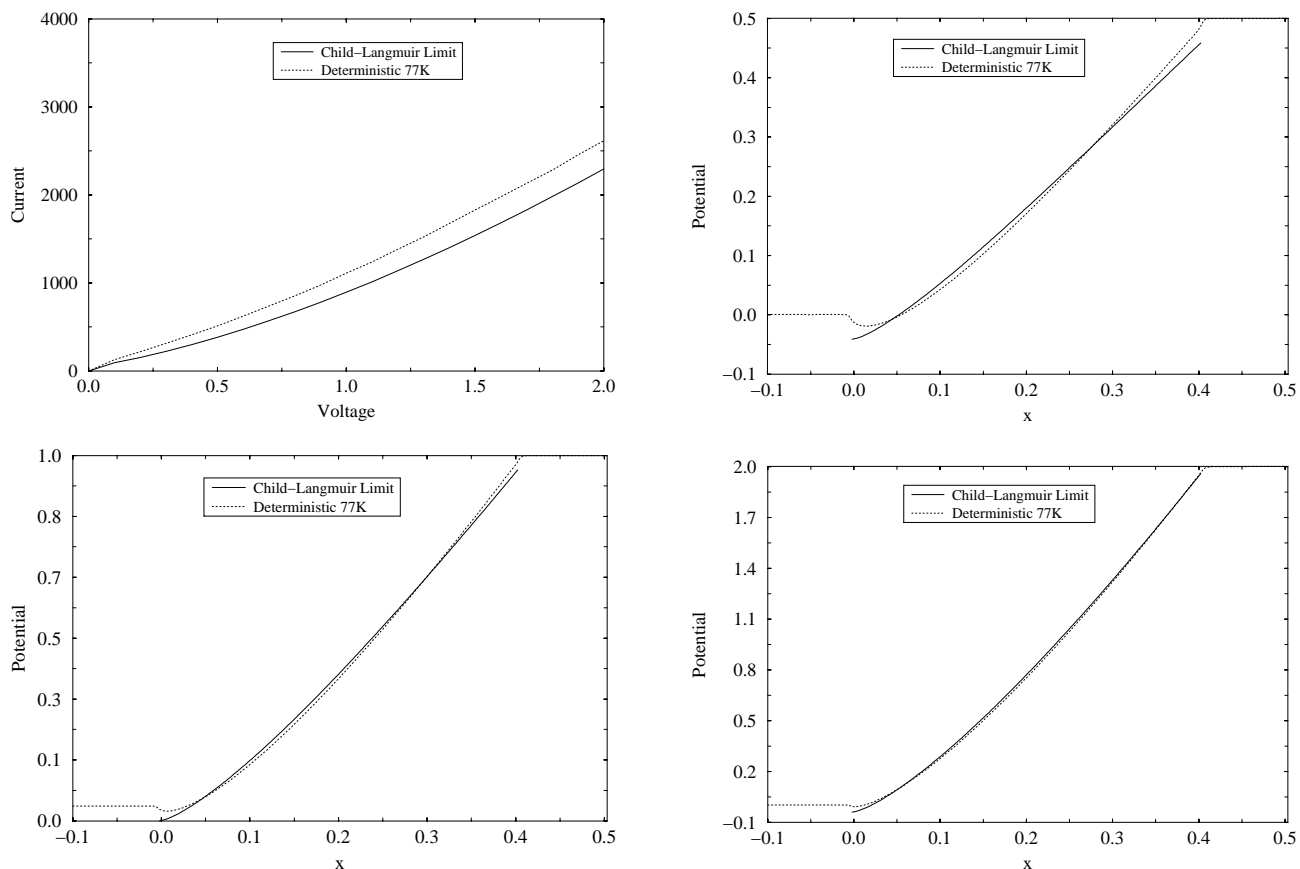 4000
3000
2000
1000
0
Current
0.0 0.5 1.0 1.5 2.0
Voltage
Child–Langmuir Limit
Deterministic 77K
0.5
0.4
0.3
0.2
0.1
0.0
–0.1
Potential
–0.1 0.0 0.1 0.2 0.3 0.4 0.5
x
Child–Langmuir Limit
Deterministic 77K
1.0
0.8
0.7
0.5
0.3
0.1
0.0
Potential
–0.1 0.0 0.1 0.2 0.3 0.4 0.5
x
Child–Langmuir Limit
Deterministic 77K
2.0
1.7
1.4
1.1
0.8
0.5
0.2
–0.1
Potential
–0.1 0.0 0.1 0.2 0.3 0.4 0.5
x
Child–Langmuir Limit
Deterministic 77K